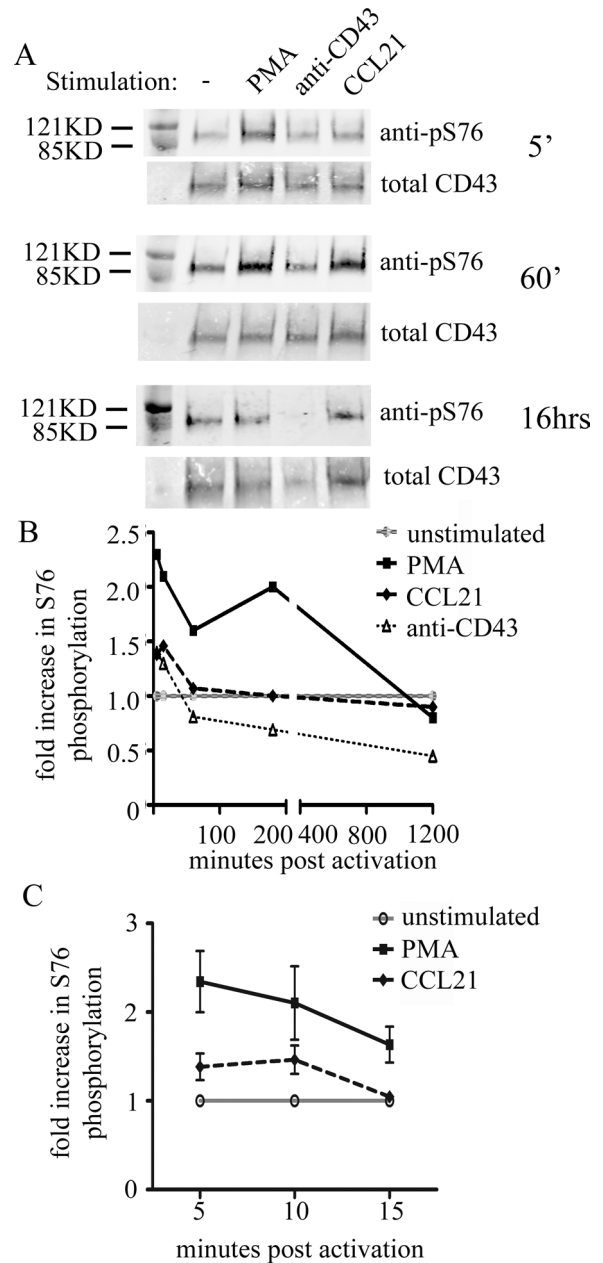 A
Stimulation: - PMA anti-CD43 CCL21
121KD
85KD
anti-pS76
5’
total CD43
121KD
85KD
anti-pS76
60’
total CD43
121KD
85KD
anti-pS76
16hrs
total CD43
B
unstimulated
PMA
CCL21
anti-CD43
fold increase in S76
phosphorylation
2.5
2.0
1.5
1.0
0.5
0
100 200 400 800 1200
minutes post activation
C
unstimulated
PMA
CCL21
fold increase in S76
phosphorylation
3
2
1
0
5 10 15
minutes post activation